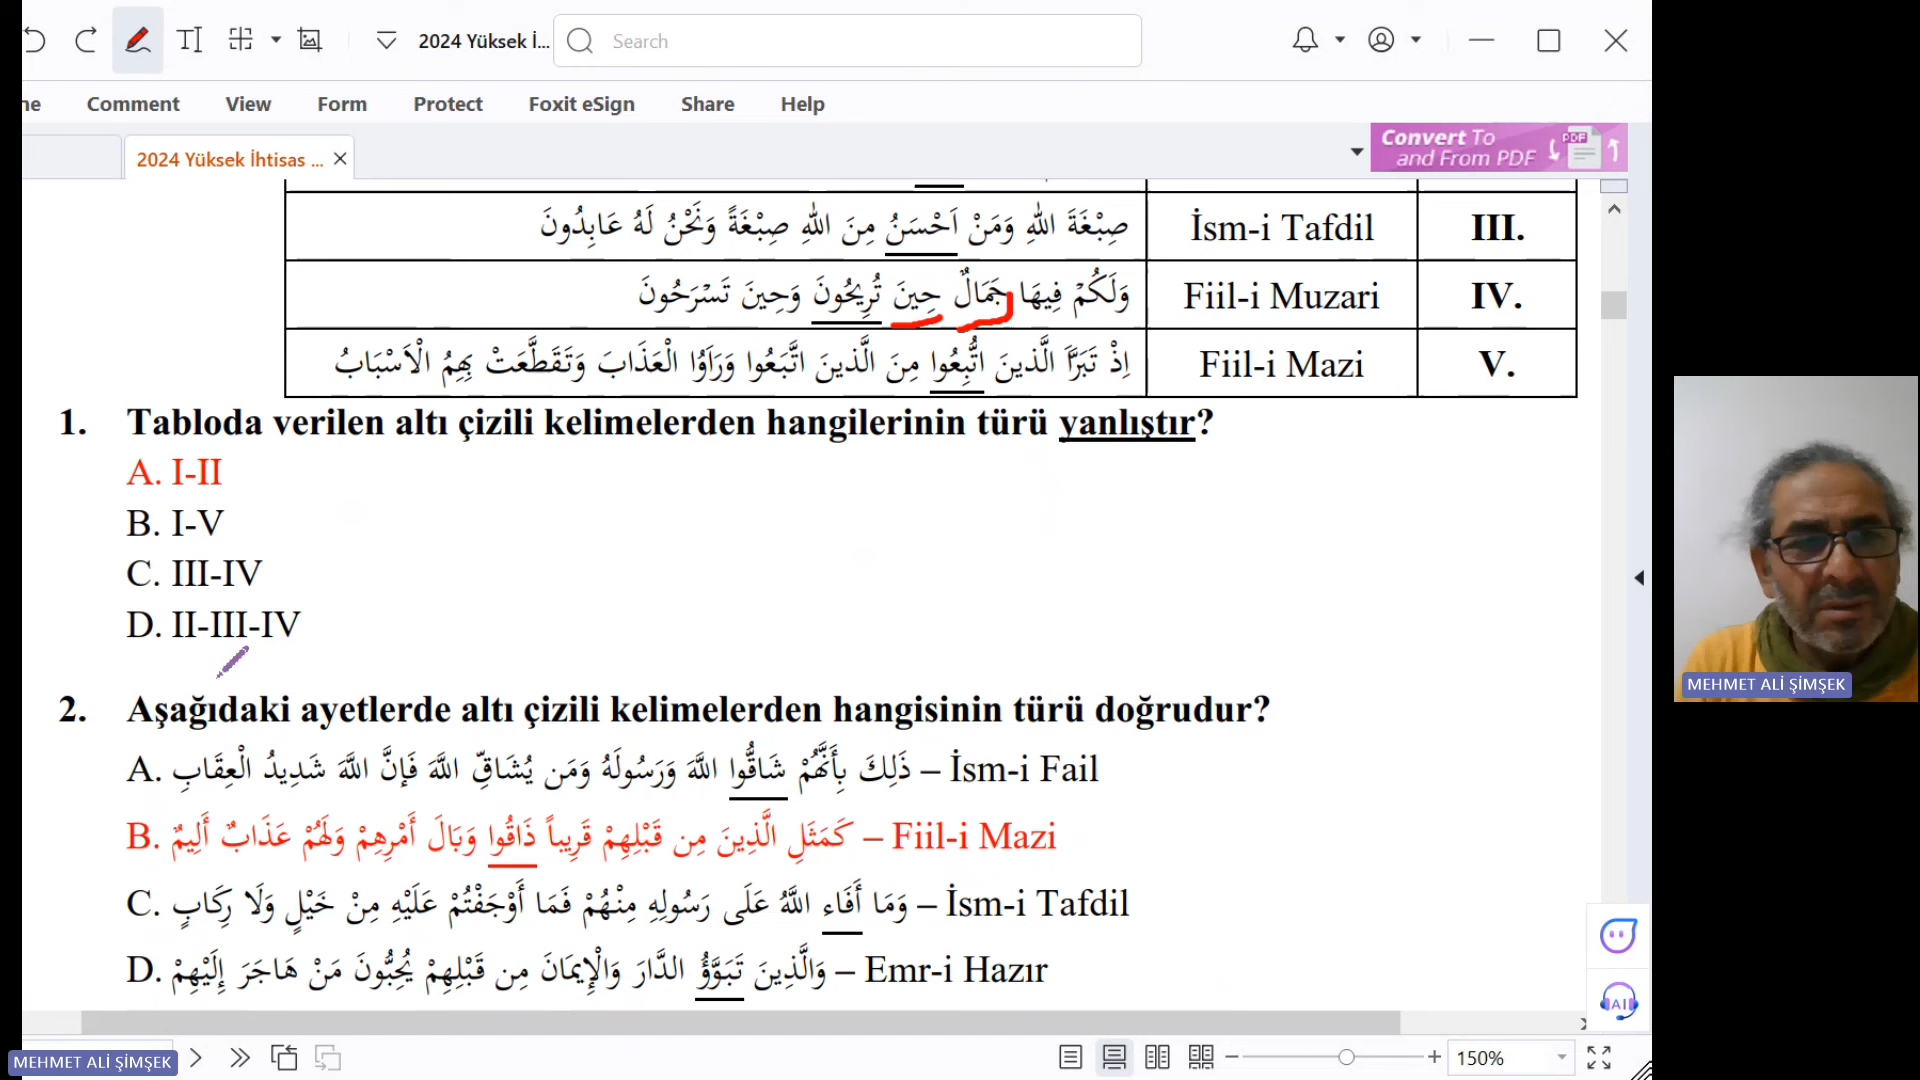 2024 Yüksek İ...
Search
Comment View Form Protect Foxit eSign Share Help
2024 Yüksek İhtisas ...
Convert To
and From PDF
PDF
صِبْغَةَ اللهِ وَمَنْ اَحْسَنُ مِنَ اللهِ صِبْغَةً وَنَحْنُ لَهُ عَابِدُونَ İsm-i Tafdil III.
وَلَكُمْ فِيهَا جَمَالٌ حِينَ تُرِيحُونَ وَحِينَ تَسْرَحُونَ Fiil-i Muzari IV.
اِذْ تَبَرَّاَ الَّذينَ اتُّبِعُوا مِنَ الَّذينَ اتَّبَعُوا وَرَاَوُا الْعَذَابَ وَتَقَطَّعَتْ بِهِمُ الْاَسْبَابُ Fiil-i Mazi V.
1. Tabloda verilen altı çizili kelimelerden hangilerinin türü yanlıştır?
A. I-II
B. I-V
C. III-IV
D. II-III-IV
2. Aşağıdaki ayetlerde altı çizili kelimelerden hangisinin türü doğrudur?
A. ذَلِكَ بِأَنَّهُمْ شَاقُّوا اللَّهَ وَرَسُولَهُ وَمَن يُشَاقِّ اللَّهَ فَإِنَّ اللَّهَ شَدِيدُ الْعِقَابِ – İsm-i Fail
B. كَمَثَلِ الَّذِينَ مِن قَبْلِهِمْ قَرِيباً ذَاقُوا وَبَالَ أَمْرِهِمْ وَلَهُمْ عَذَابٌ أَلِيمٌ – Fiil-i Mazi
C. وَمَا أَفَاء اللَّهُ عَلَى رَسُولِهِ مِنْهُمْ فَمَا أَوْجَفْتُمْ عَلَيْهِ مِنْ خَيْلٍ وَلَا رِكَابٍ – İsm-i Tafdil
D. وَالَّذِينَ تَبَوَّؤُ الدَّارَ وَالْإِيمَانَ مِن قَبْلِهِمْ يُحِبُّونَ مَنْ هَاجَرَ إِلَيْهِمْ – Emr-i Hazır
MEHMET ALİ ŞİMŞEK
AI
MEHMET ALİ ŞİMŞEK
150%